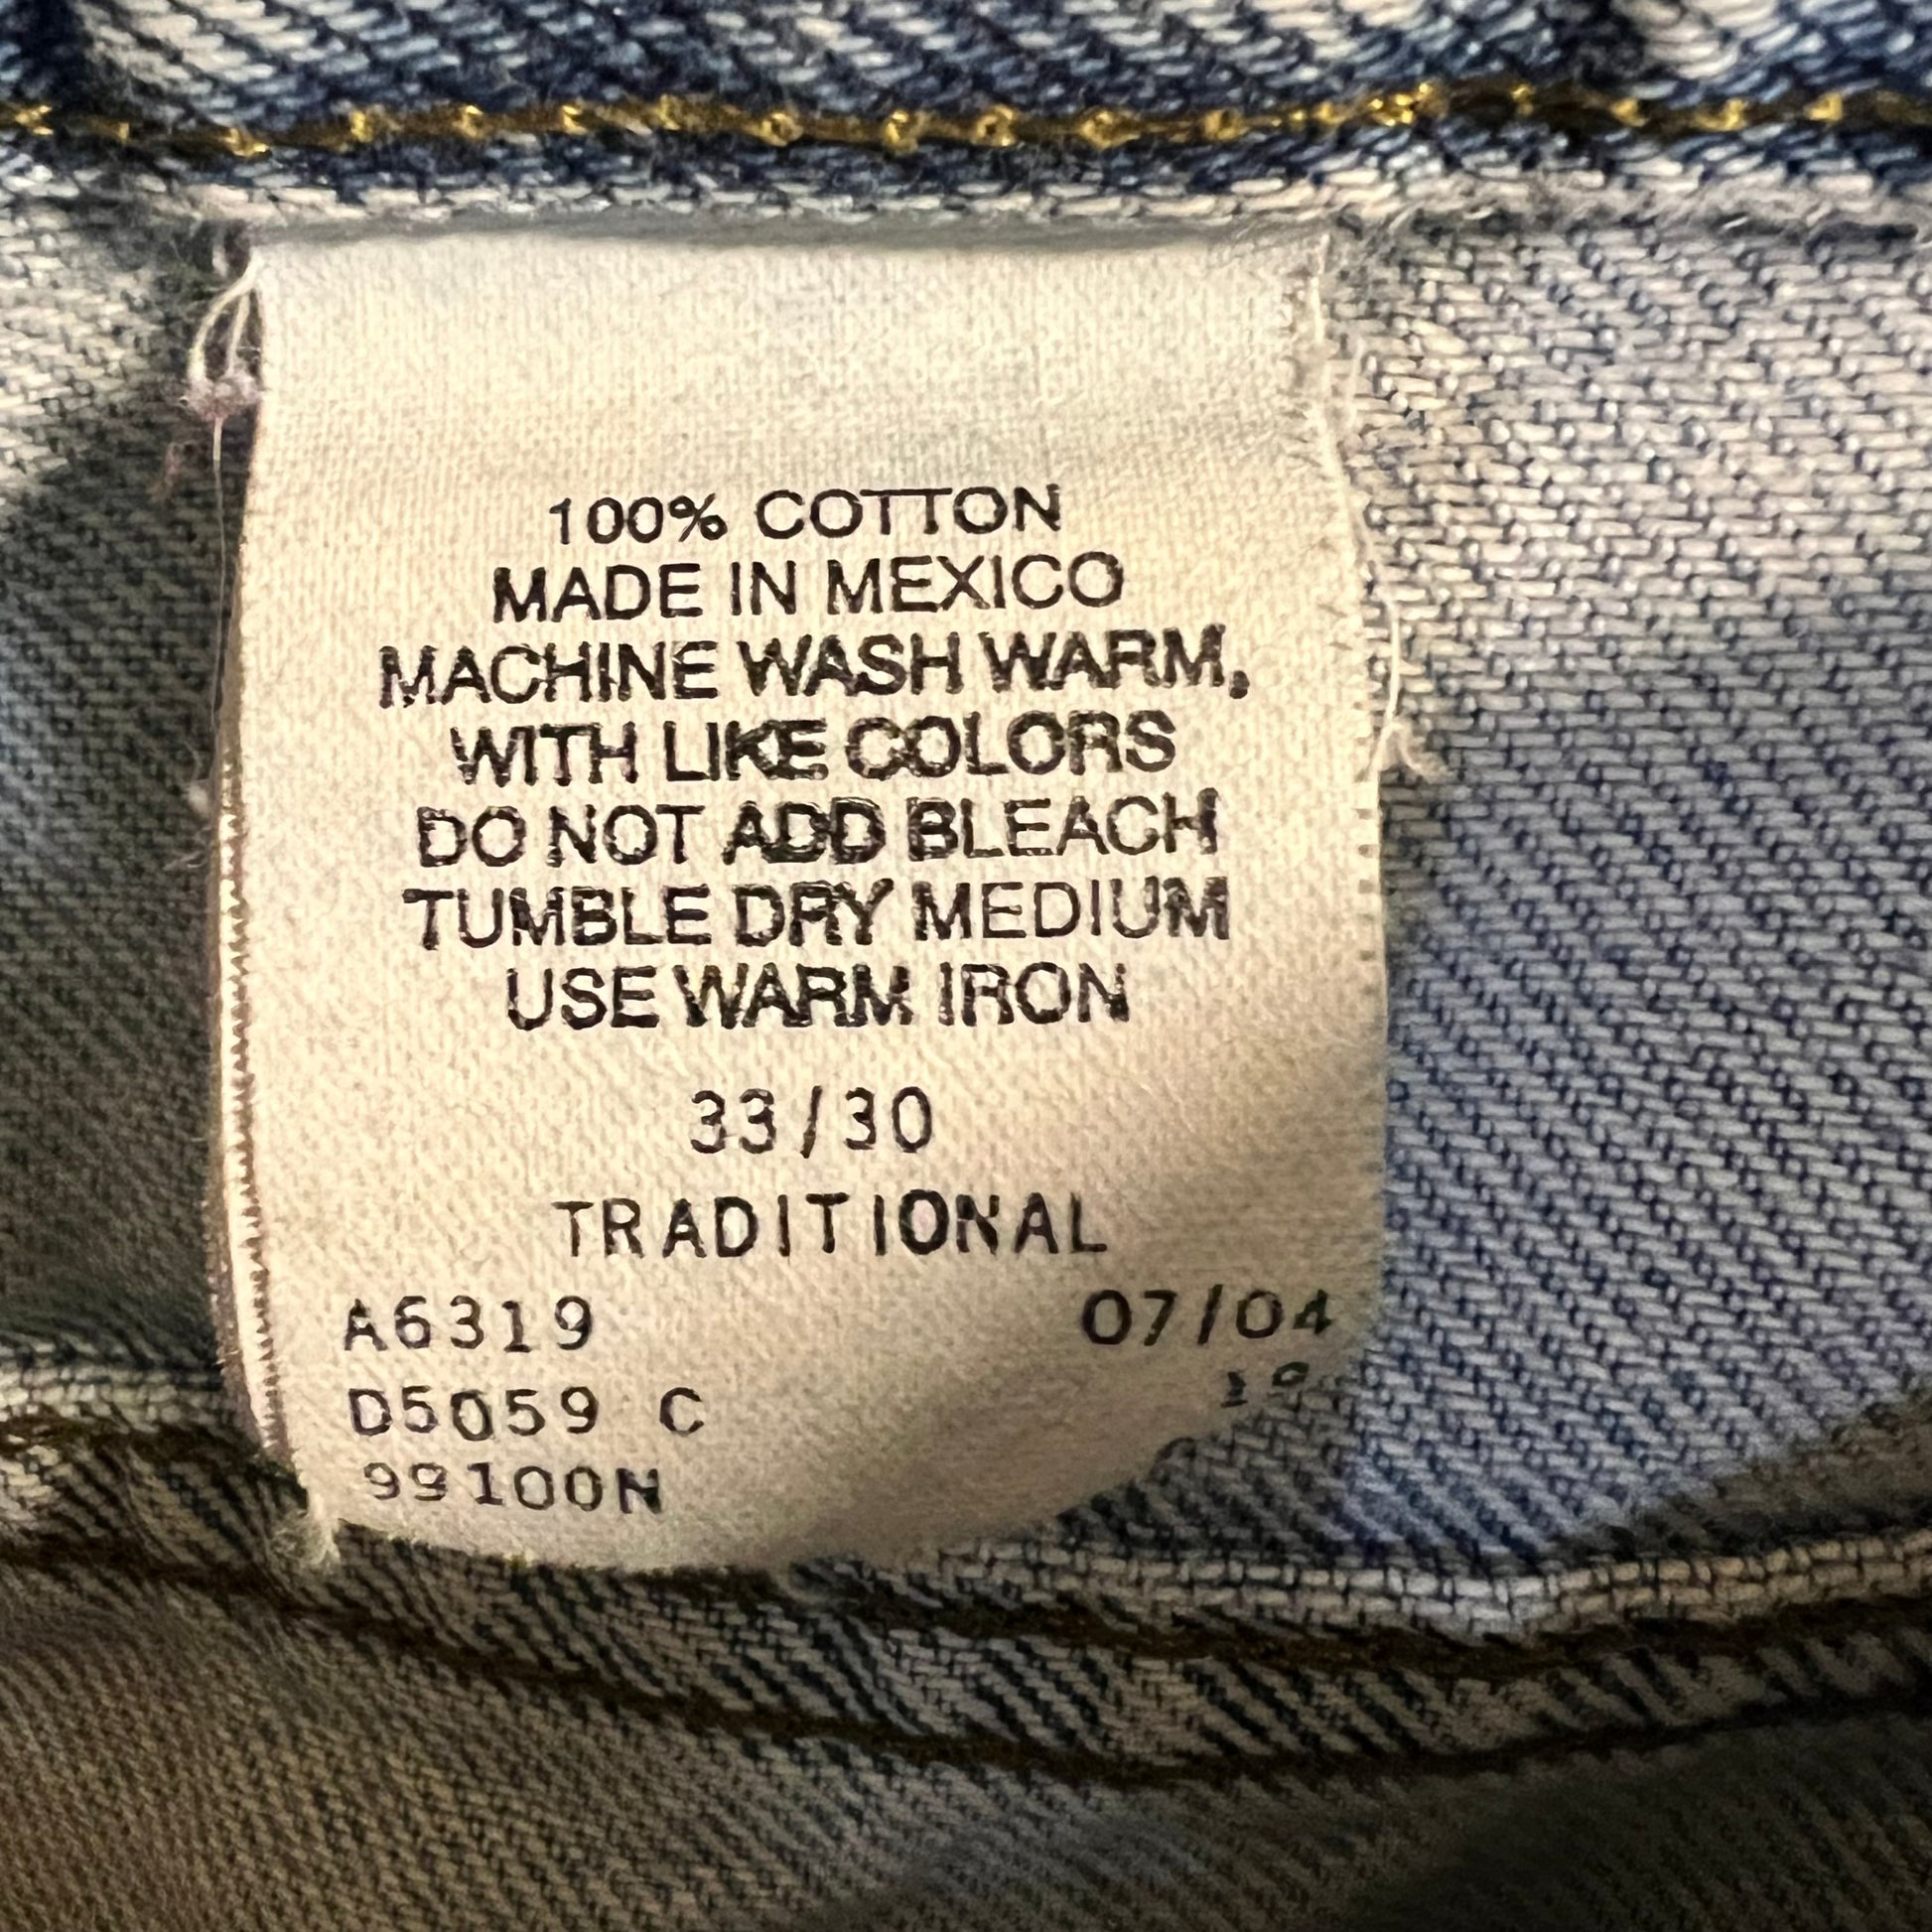 100% COTTON
MADE IN MEXICO
MACHINE WASH WARM,
WITH LIKE COLORS
DO NOT ADD BLEACH
TUMBLE DRY MEDIUM
USE WARM IRON
33/30
TRADITIONAL
A6319 07/04
D5059 C
99100N